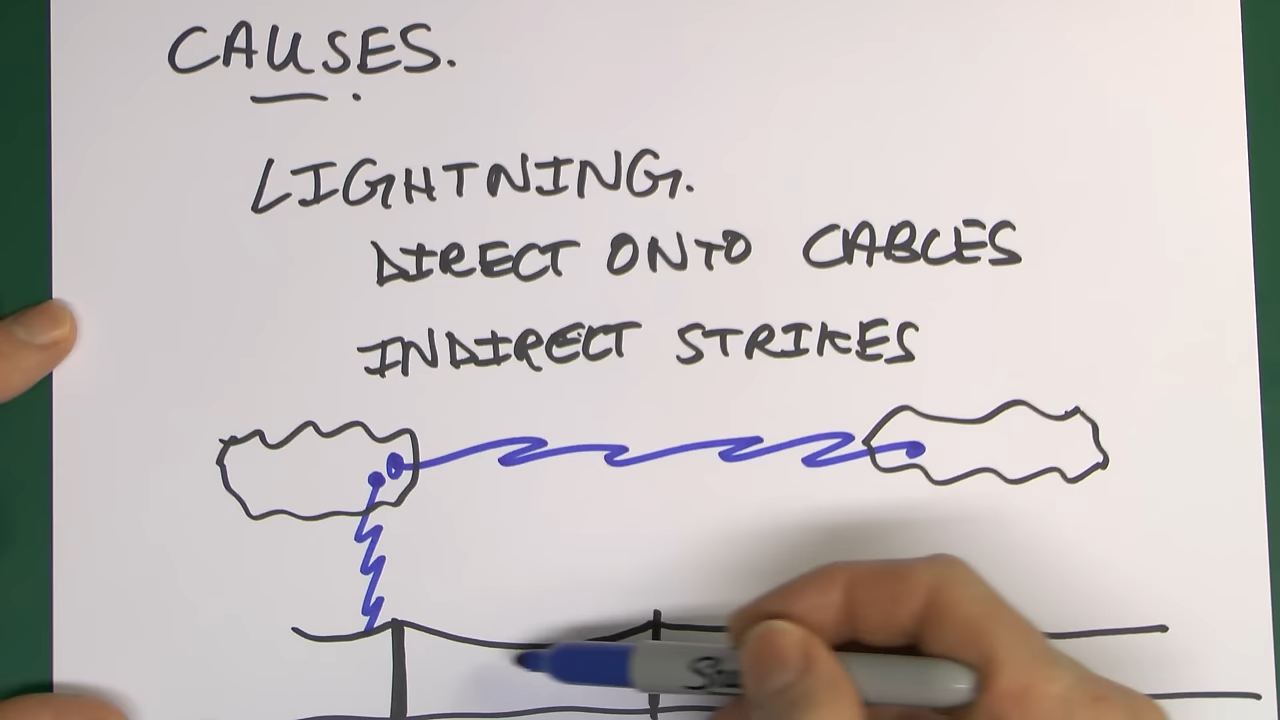 CAUSES.
LIGHTNING.
DIRECT ONTO CABLES
INDIRECT STRIKES